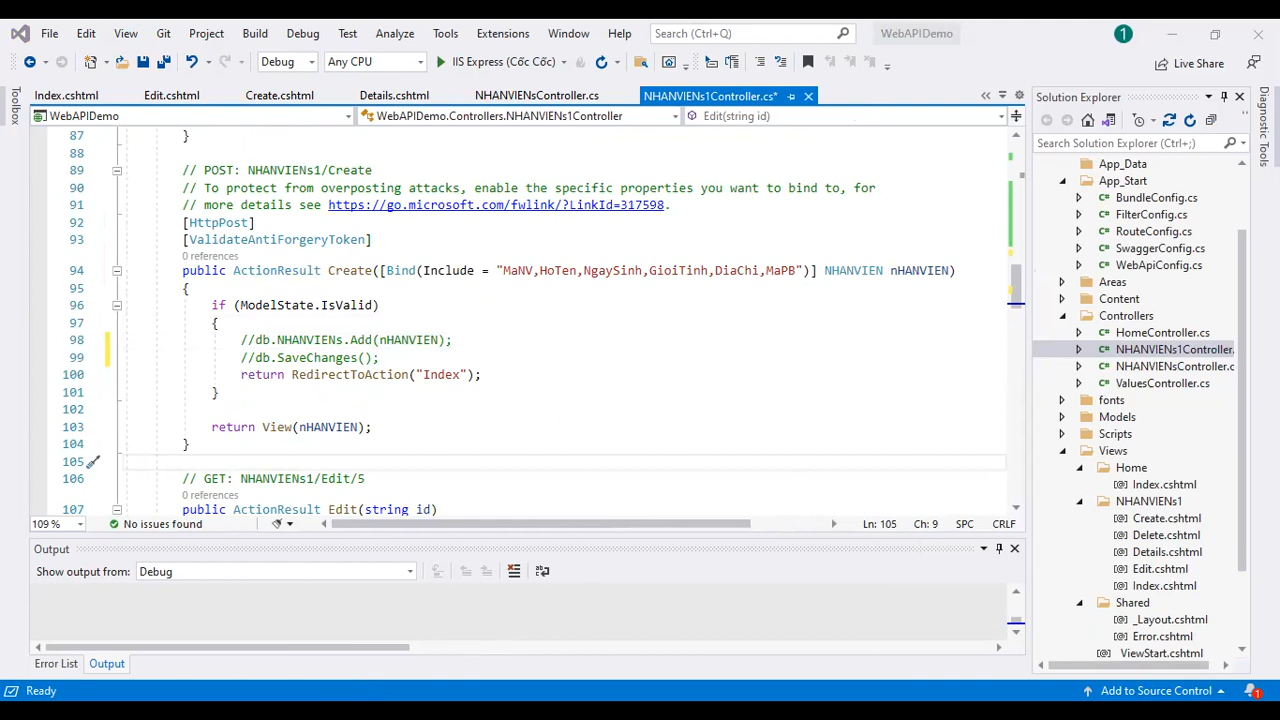 File Edit View Git Project Build Debug Test Analyze Tools Extensions Window Help Search (Ctrl+Q) WebAPIDemo 1
Debug Any CPU IIS Express (Cốc Cốc) Live Share
Index.cshtml Edit.cshtml Create.cshtml Details.cshtml NHANVIENsController.cs NHANVIENs1Controller.cs*
WebAPIDemo WebAPIDemo.Controllers.NHANVIENs1Controller Edit(string id)
Toolbox
87 }
88
89 // POST: NHANVIENs1/Create
90 // To protect from overposting attacks, enable the specific properties you want to bind to, for
91 // more details see https://go.microsoft.com/fwlink/?LinkId=317598.
92 [HttpPost]
93 [ValidateAntiForgeryToken]
0 references
94 public ActionResult Create([Bind(Include = "MaNV,HoTen,NgaySinh,GioiTinh,DiaChi,MaPB")] NHANVIEN nHANVIEN)
95 {
96 if (ModelState.IsValid)
97 {
98 //db.NHANVIENs.Add(nHANVIEN);
99 //db.SaveChanges();
100 return RedirectToAction("Index");
101 }
102
103 return View(nHANVIEN);
104 }
105
106 // GET: NHANVIENs1/Edit/5
0 references
107 public ActionResult Edit(string id)
109 % No issues found Ln: 105 Ch: 9 SPC CRLF
Output
Show output from: Debug
Error List Output
Solution Explorer
Search Solution Explorer (Ctrl+;)
App_Data
App_Start
C# BundleConfig.cs
C# FilterConfig.cs
C# RouteConfig.cs
C# SwaggerConfig.cs
C# WebApiConfig.cs
Areas
Content
Controllers
C# HomeController.cs
C# NHANVIENs1Controller.
C# NHANVIENsController.c
C# ValuesController.cs
fonts
Models
Scripts
Views
Home
Index.cshtml
NHANVIENs1
Create.cshtml
Delete.cshtml
Details.cshtml
Edit.cshtml
Index.cshtml
Shared
_Layout.cshtml
Error.cshtml
ViewStart.cshtml
Diagnostic Tools
Ready Add to Source Control 1